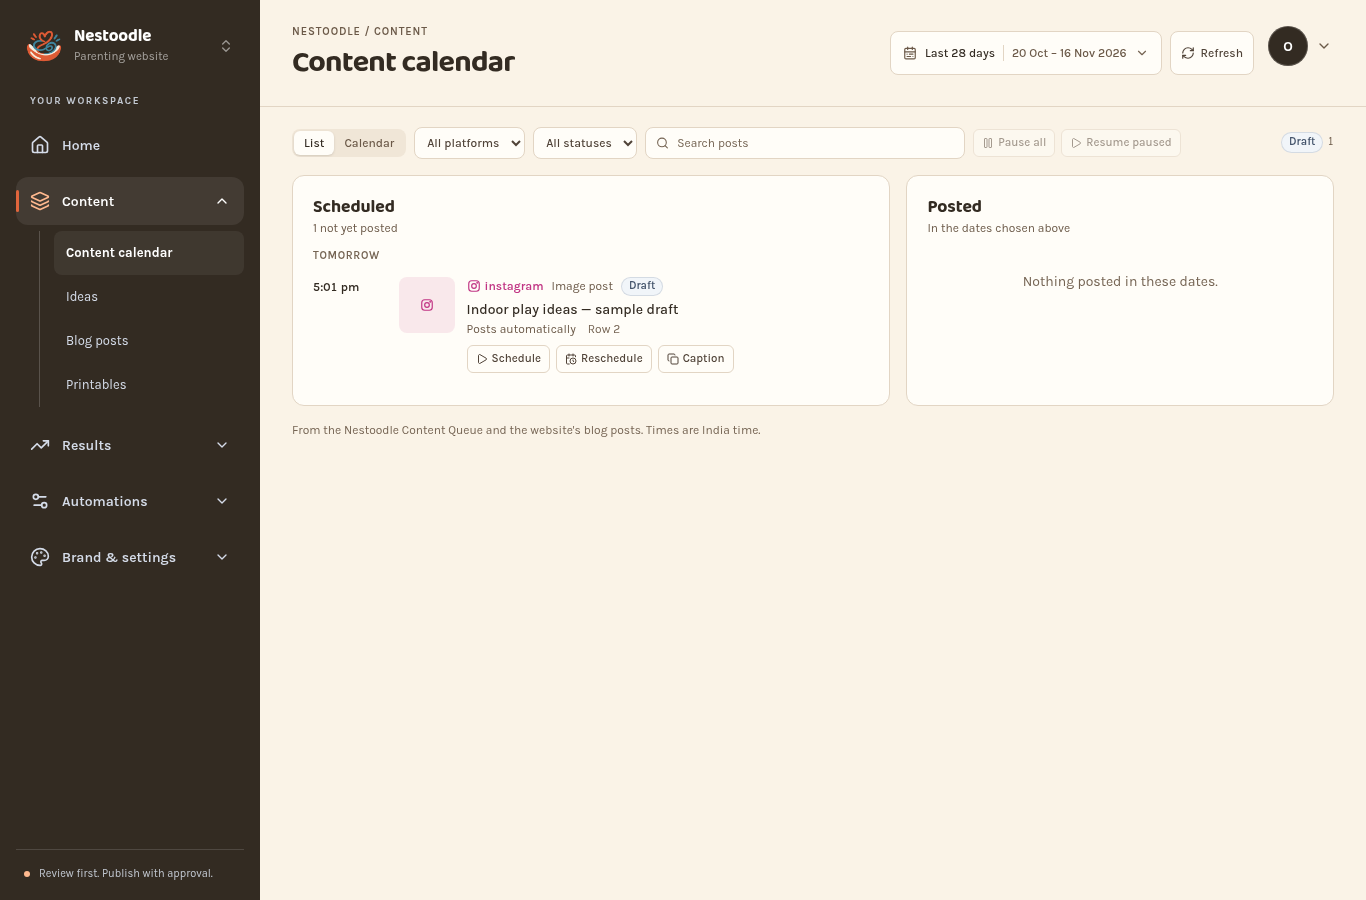 Nestoodle
Parenting website
YOUR WORKSPACE
Home
Content
Content calendar
Ideas
Blog posts
Printables
Results
Automations
Brand & settings
Review first. Publish with approval.
NESTOODLE / CONTENT
Content calendar
Last 28 days 20 Oct – 16 Nov 2026
Refresh
O
List Calendar All platforms All statuses Search posts Pause all Resume paused Draft 1
Scheduled
1 not yet posted
TOMORROW
5:01 pm
instagram Image post Draft
Indoor play ideas — sample draft
Posts automatically Row 2
Schedule Reschedule Caption
Posted
In the dates chosen above
Nothing posted in these dates.
From the Nestoodle Content Queue and the website's blog posts. Times are India time.